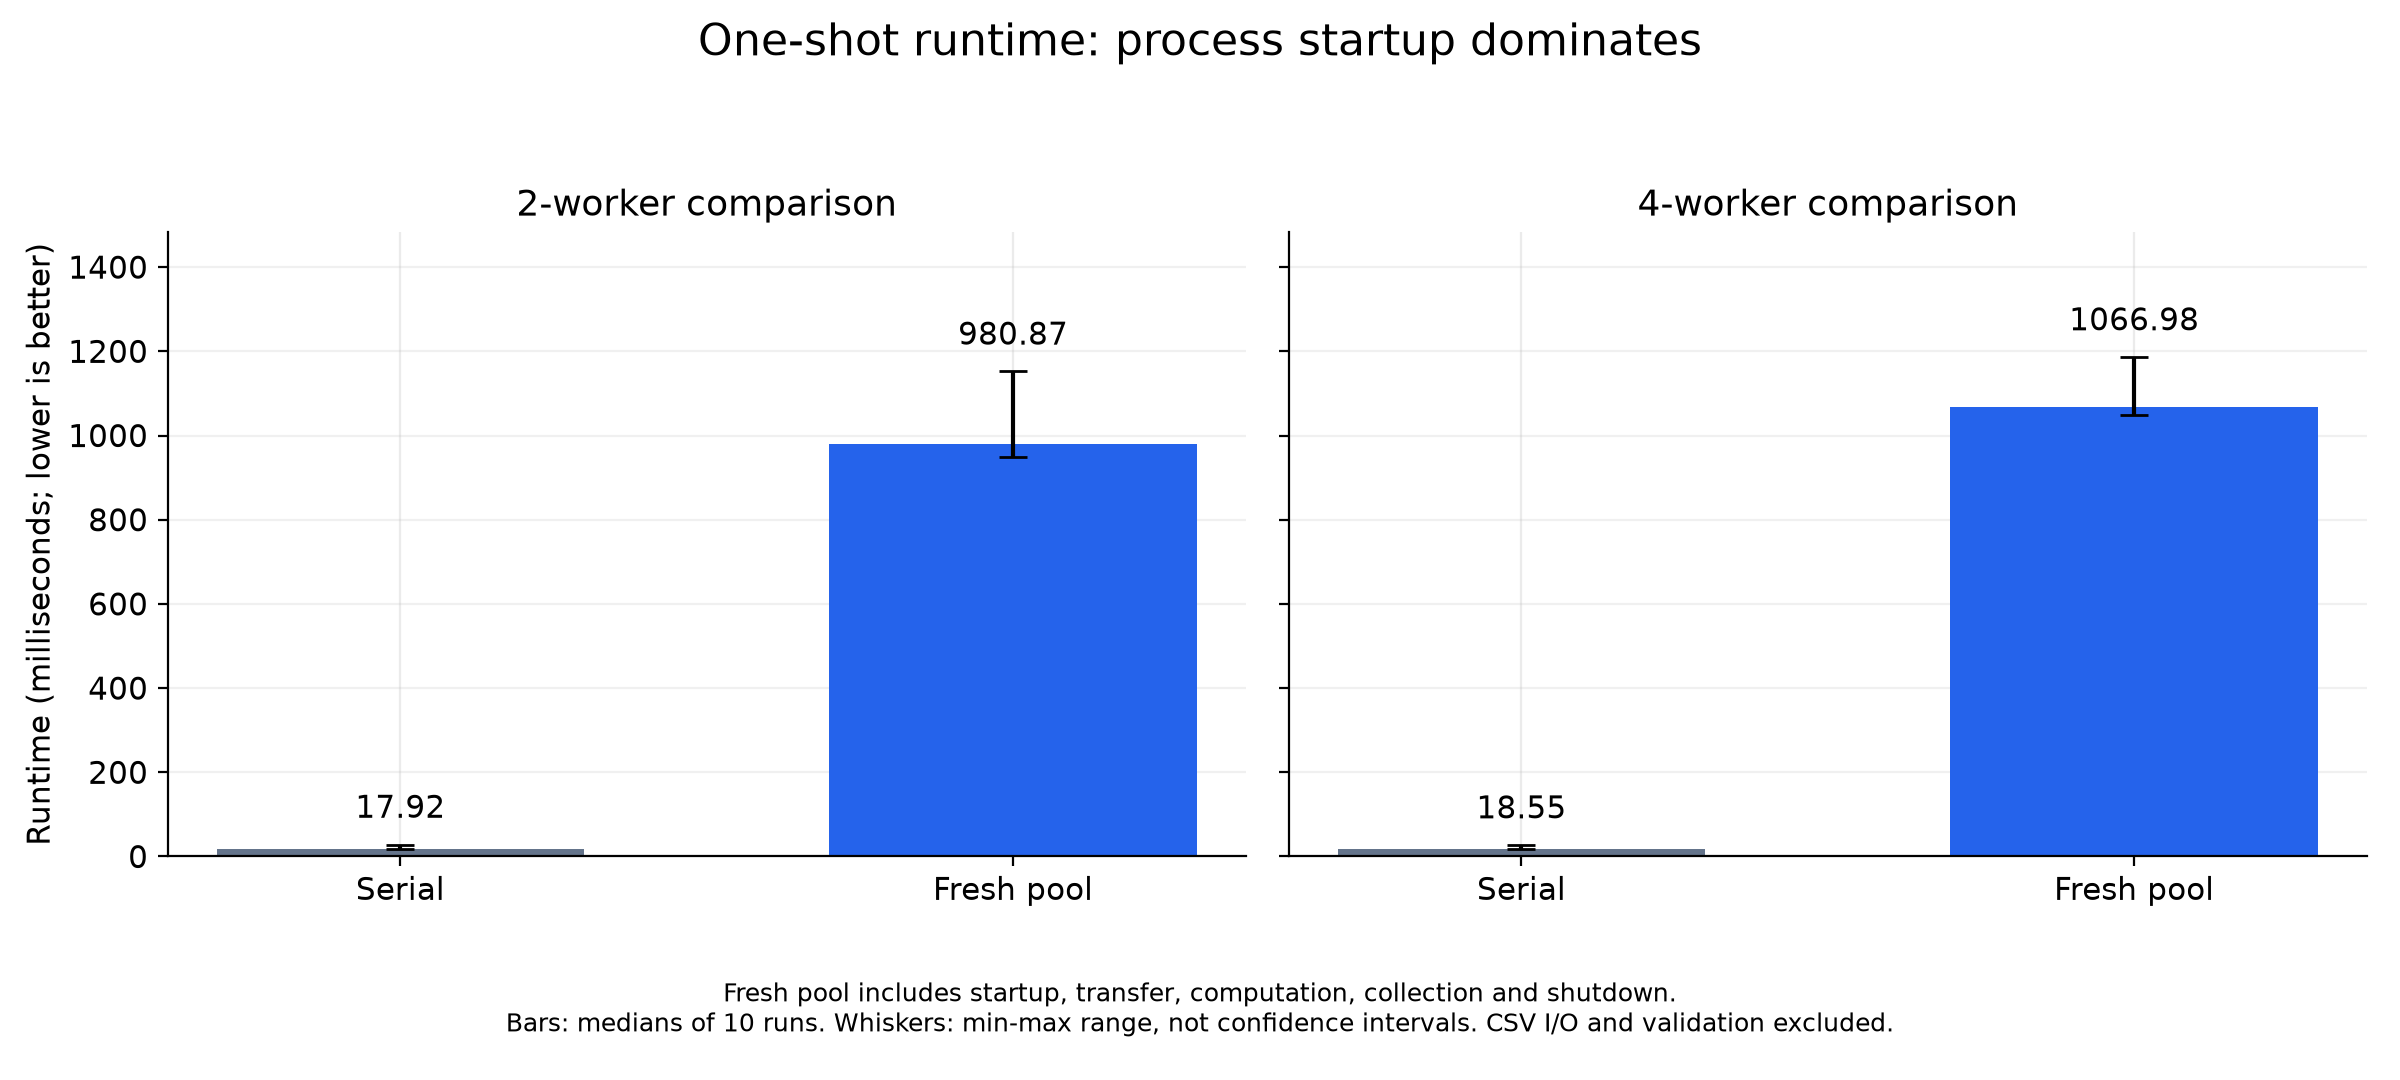 One-shot runtime: process startup dominates
2-worker comparison
4-worker comparison
Runtime (milliseconds; lower is better)
1400
1200
1000
800
600
400
200
0
17.92
980.87
18.55
1066.98
Serial
Fresh pool
Serial
Fresh pool
Fresh pool includes startup, transfer, computation, collection and shutdown.
Bars: medians of 10 runs. Whiskers: min-max range, not confidence intervals. CSV I/O and validation excluded.